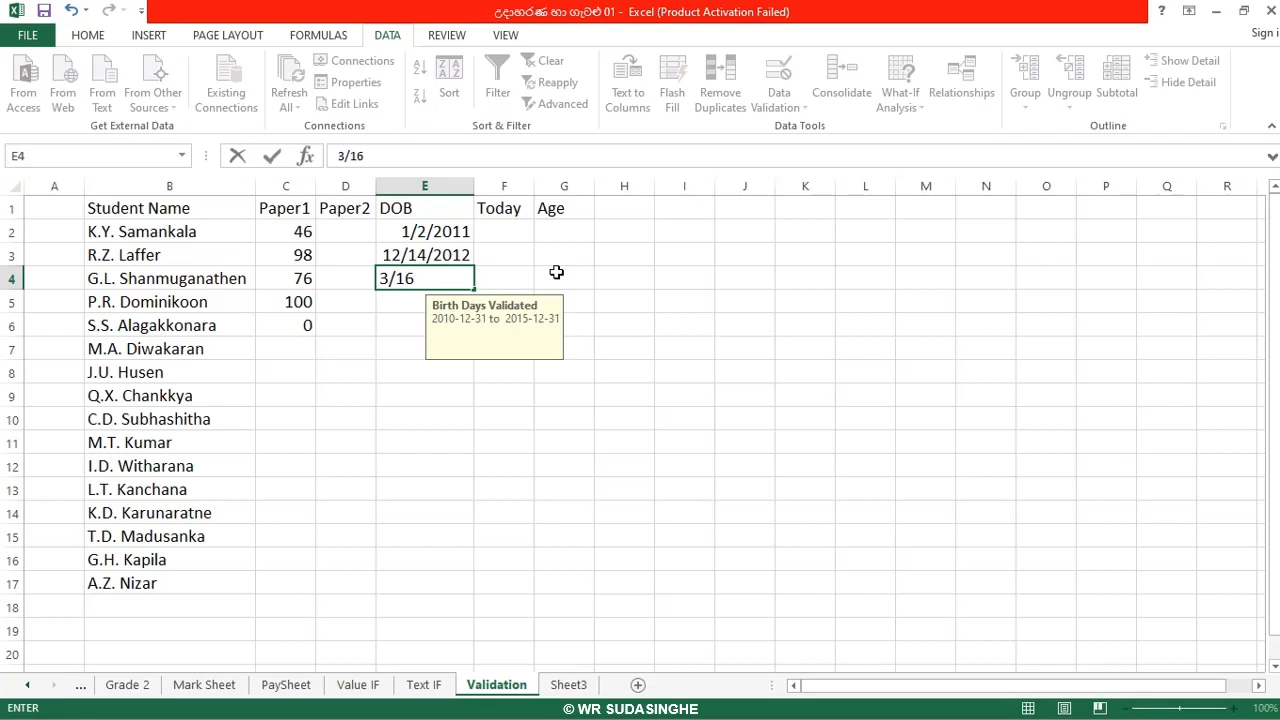 උදාහරණ හා ගැටළු 01 - Excel (Product Activation Failed)
FILE HOME INSERT PAGE LAYOUT FORMULAS DATA REVIEW VIEW Sign i
From Access
From Web
From Text
From Other Sources
Existing Connections
Get External Data
Refresh All
Connections
Properties
Edit Links
Connections
Sort
Filter
Clear
Reapply
Advanced
Sort & Filter
Text to Columns
Flash Fill
Remove Duplicates
Data Validation
Consolidate
What-If Analysis
Relationships
Data Tools
Group
Ungroup
Subtotal
Show Detail
Hide Detail
Outline
E4 fx 3/16
A B C D E F G H I J K L M N O P Q R
1 Student Name Paper1 Paper2 DOB Today Age
2 K.Y. Samankala 46 1/2/2011
3 R.Z. Laffer 98 12/14/2012
4 G.L. Shanmuganathen 76 3/16
5 P.R. Dominikoon 100
6 S.S. Alagakkonara 0
Birth Days Validated
2010-12-31 to 2015-12-31
7 M.A. Diwakaran
8 J.U. Husen
9 Q.X. Chankkya
10 C.D. Subhashitha
11 M.T. Kumar
12 I.D. Witharana
13 L.T. Kanchana
14 K.D. Karunaratne
15 T.D. Madusanka
16 G.H. Kapila
17 A.Z. Nizar
18
19
20
... Grade 2 Mark Sheet PaySheet Value IF Text IF Validation Sheet3
ENTER © WR SUDASINGHE 100%